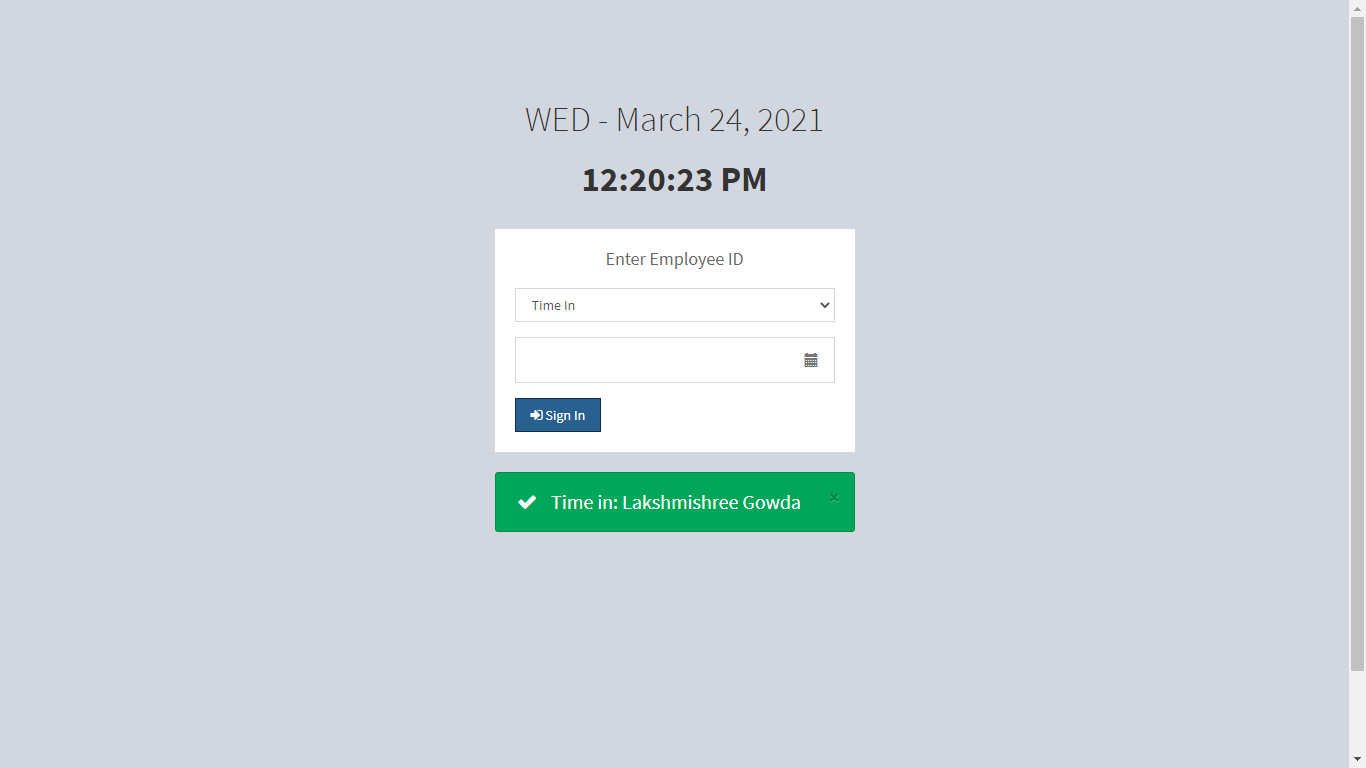 WED - March 24, 2021
12:20:23 PM
Enter Employee ID
Time In
Sign In
Time in: Lakshmishree Gowda
×